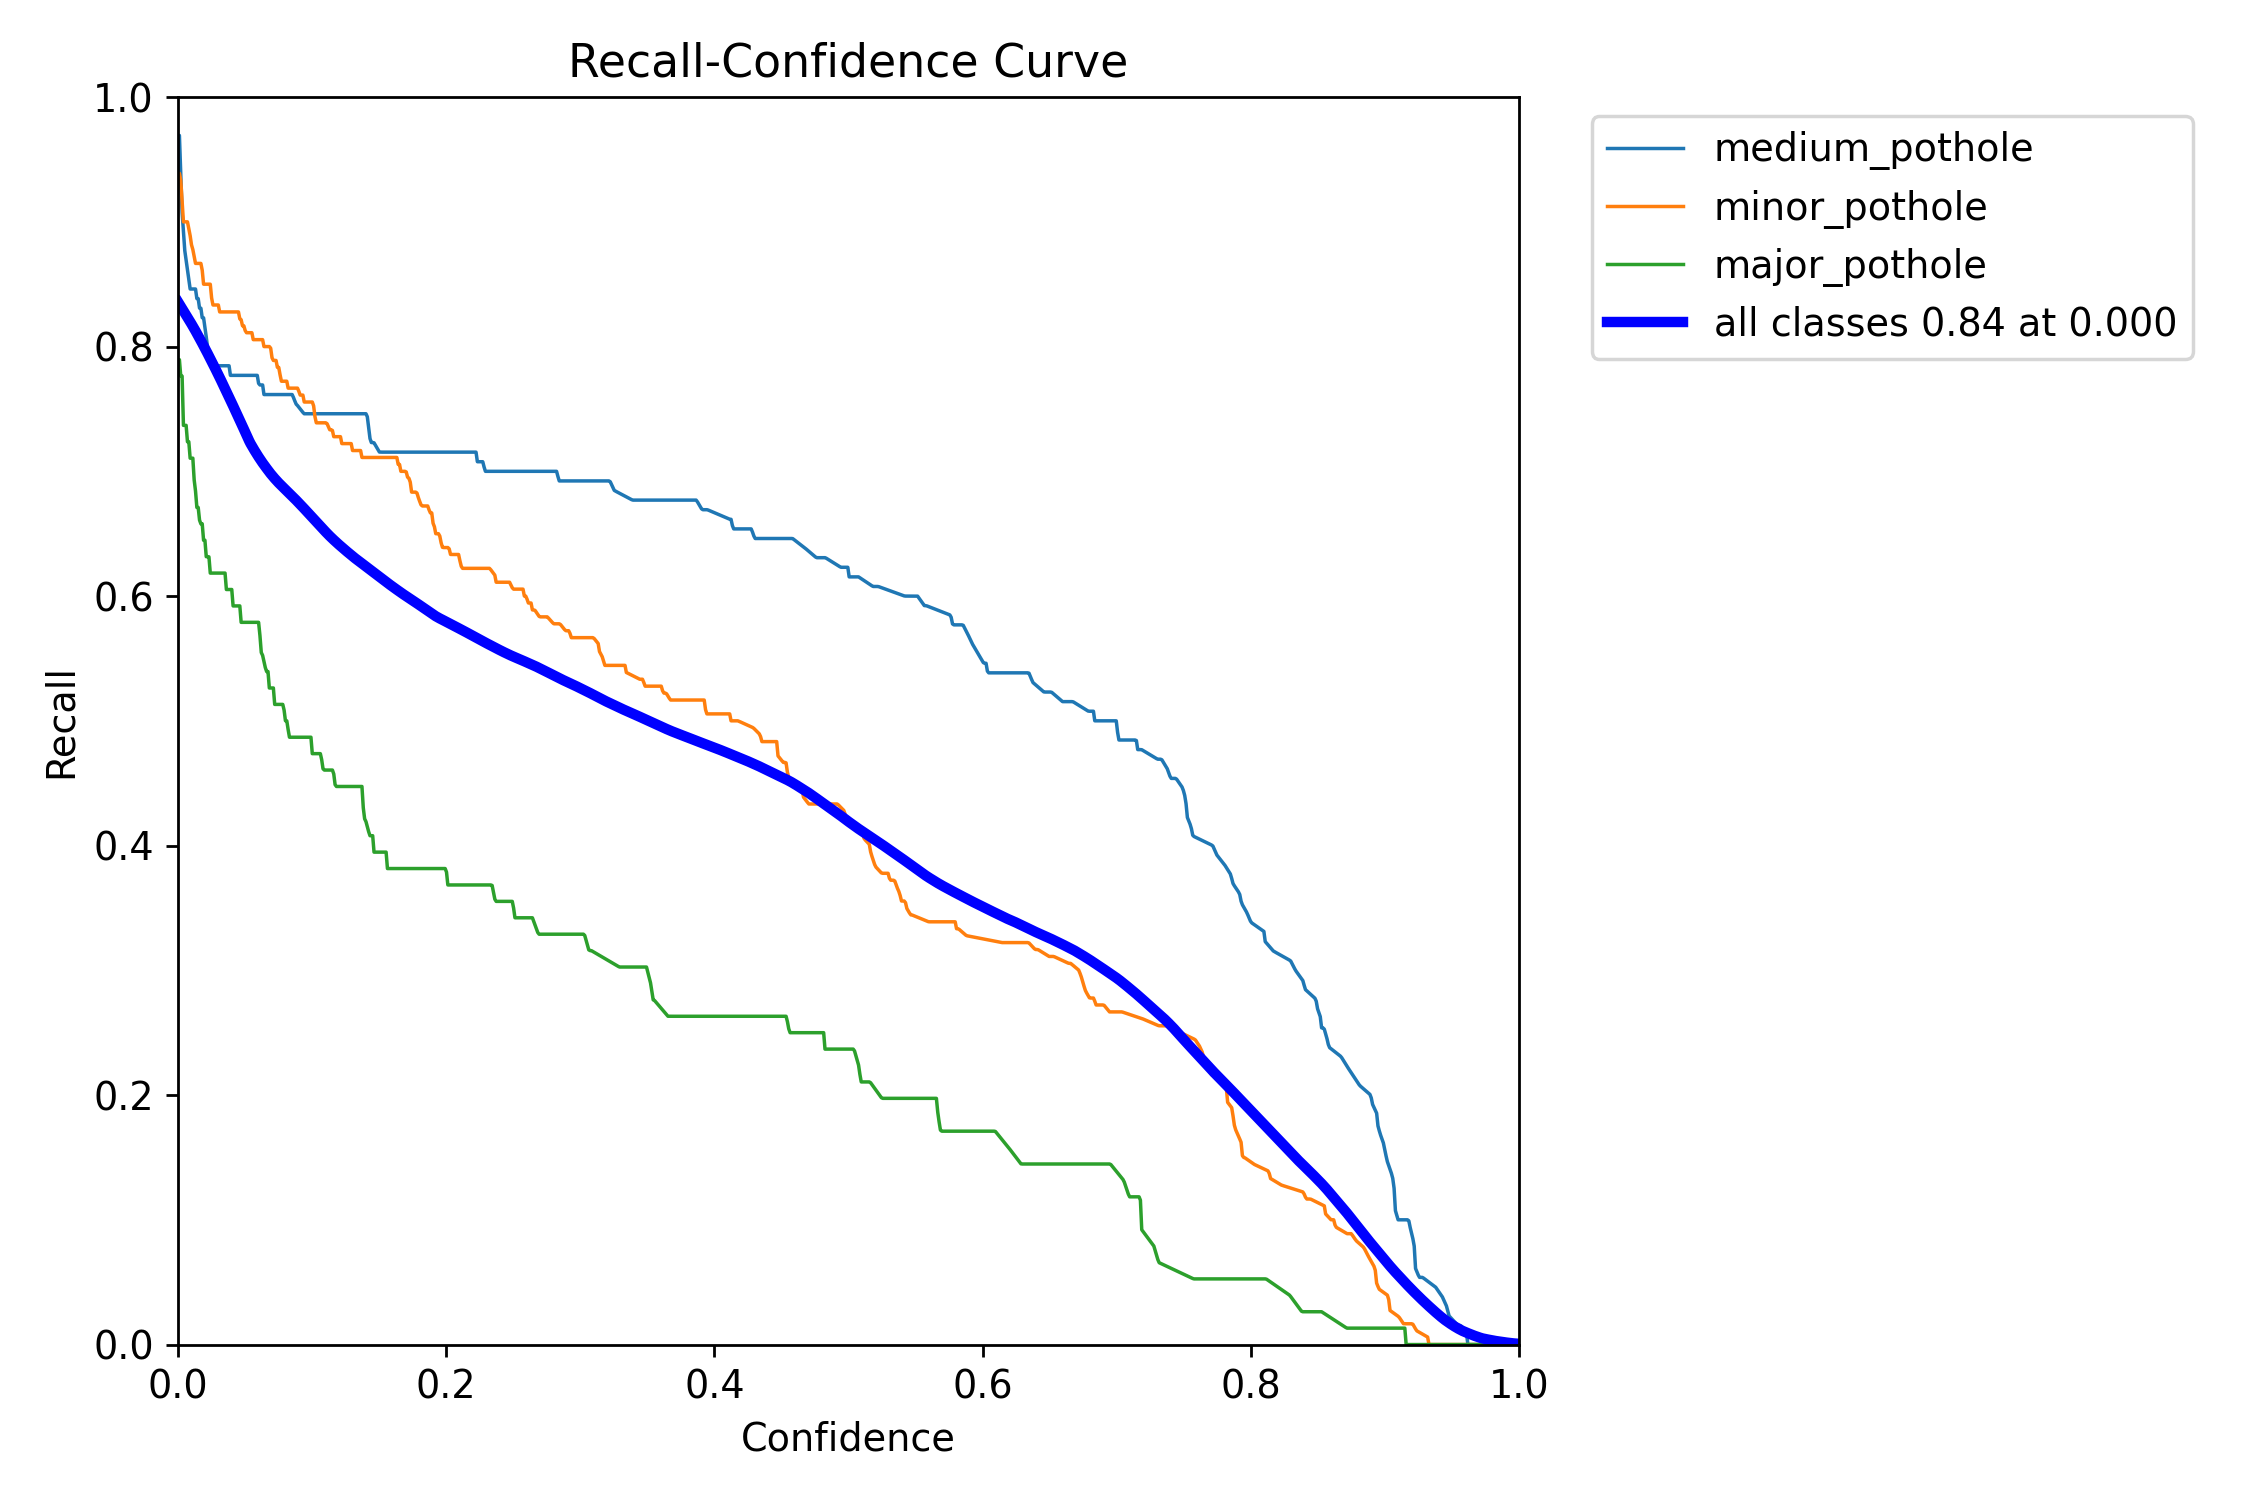 Recall-Confidence Curve
1.0
0.8
0.6
0.4
0.2
0.0
Recall
0.0 0.2 0.4 0.6 0.8 1.0
Confidence
medium_pothole
minor_pothole
major_pothole
all classes 0.84 at 0.000